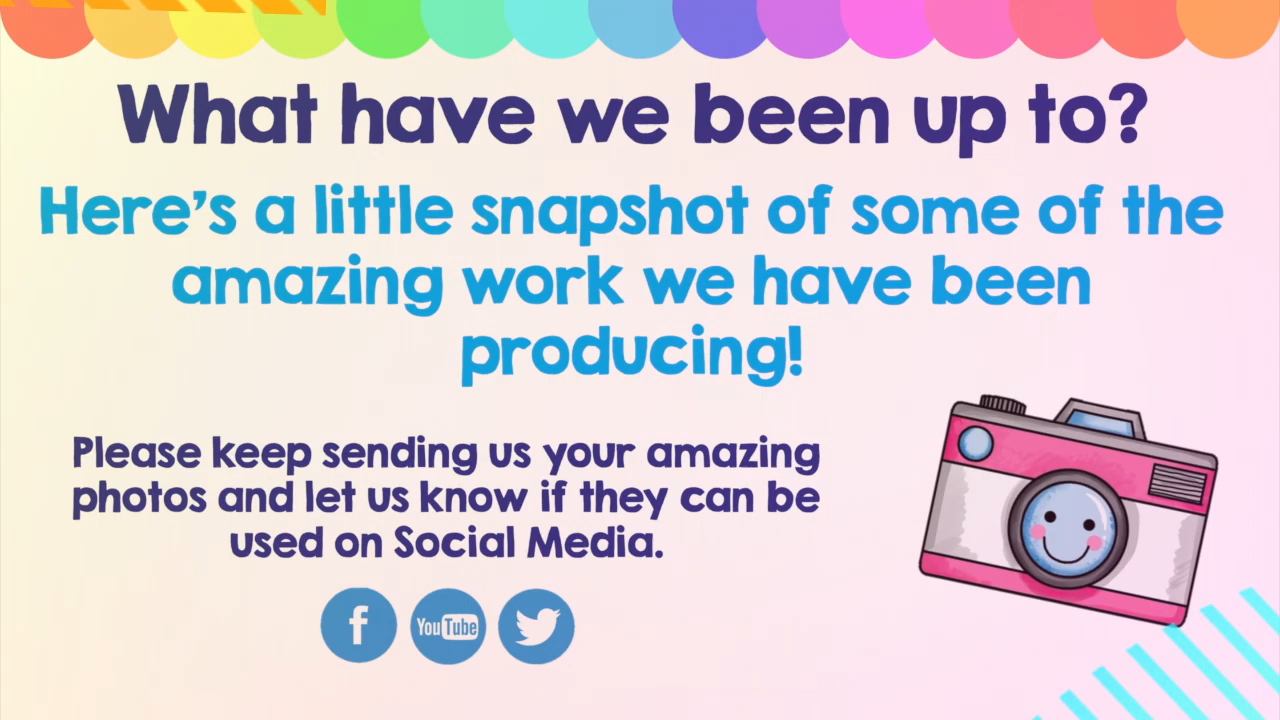 What have we been up to?
Here's a little snapshot of some of the
amazing work we have been
producing!
Please keep sending us your amazing
photos and let us know if they can be
used on Social Media.
f YouTube